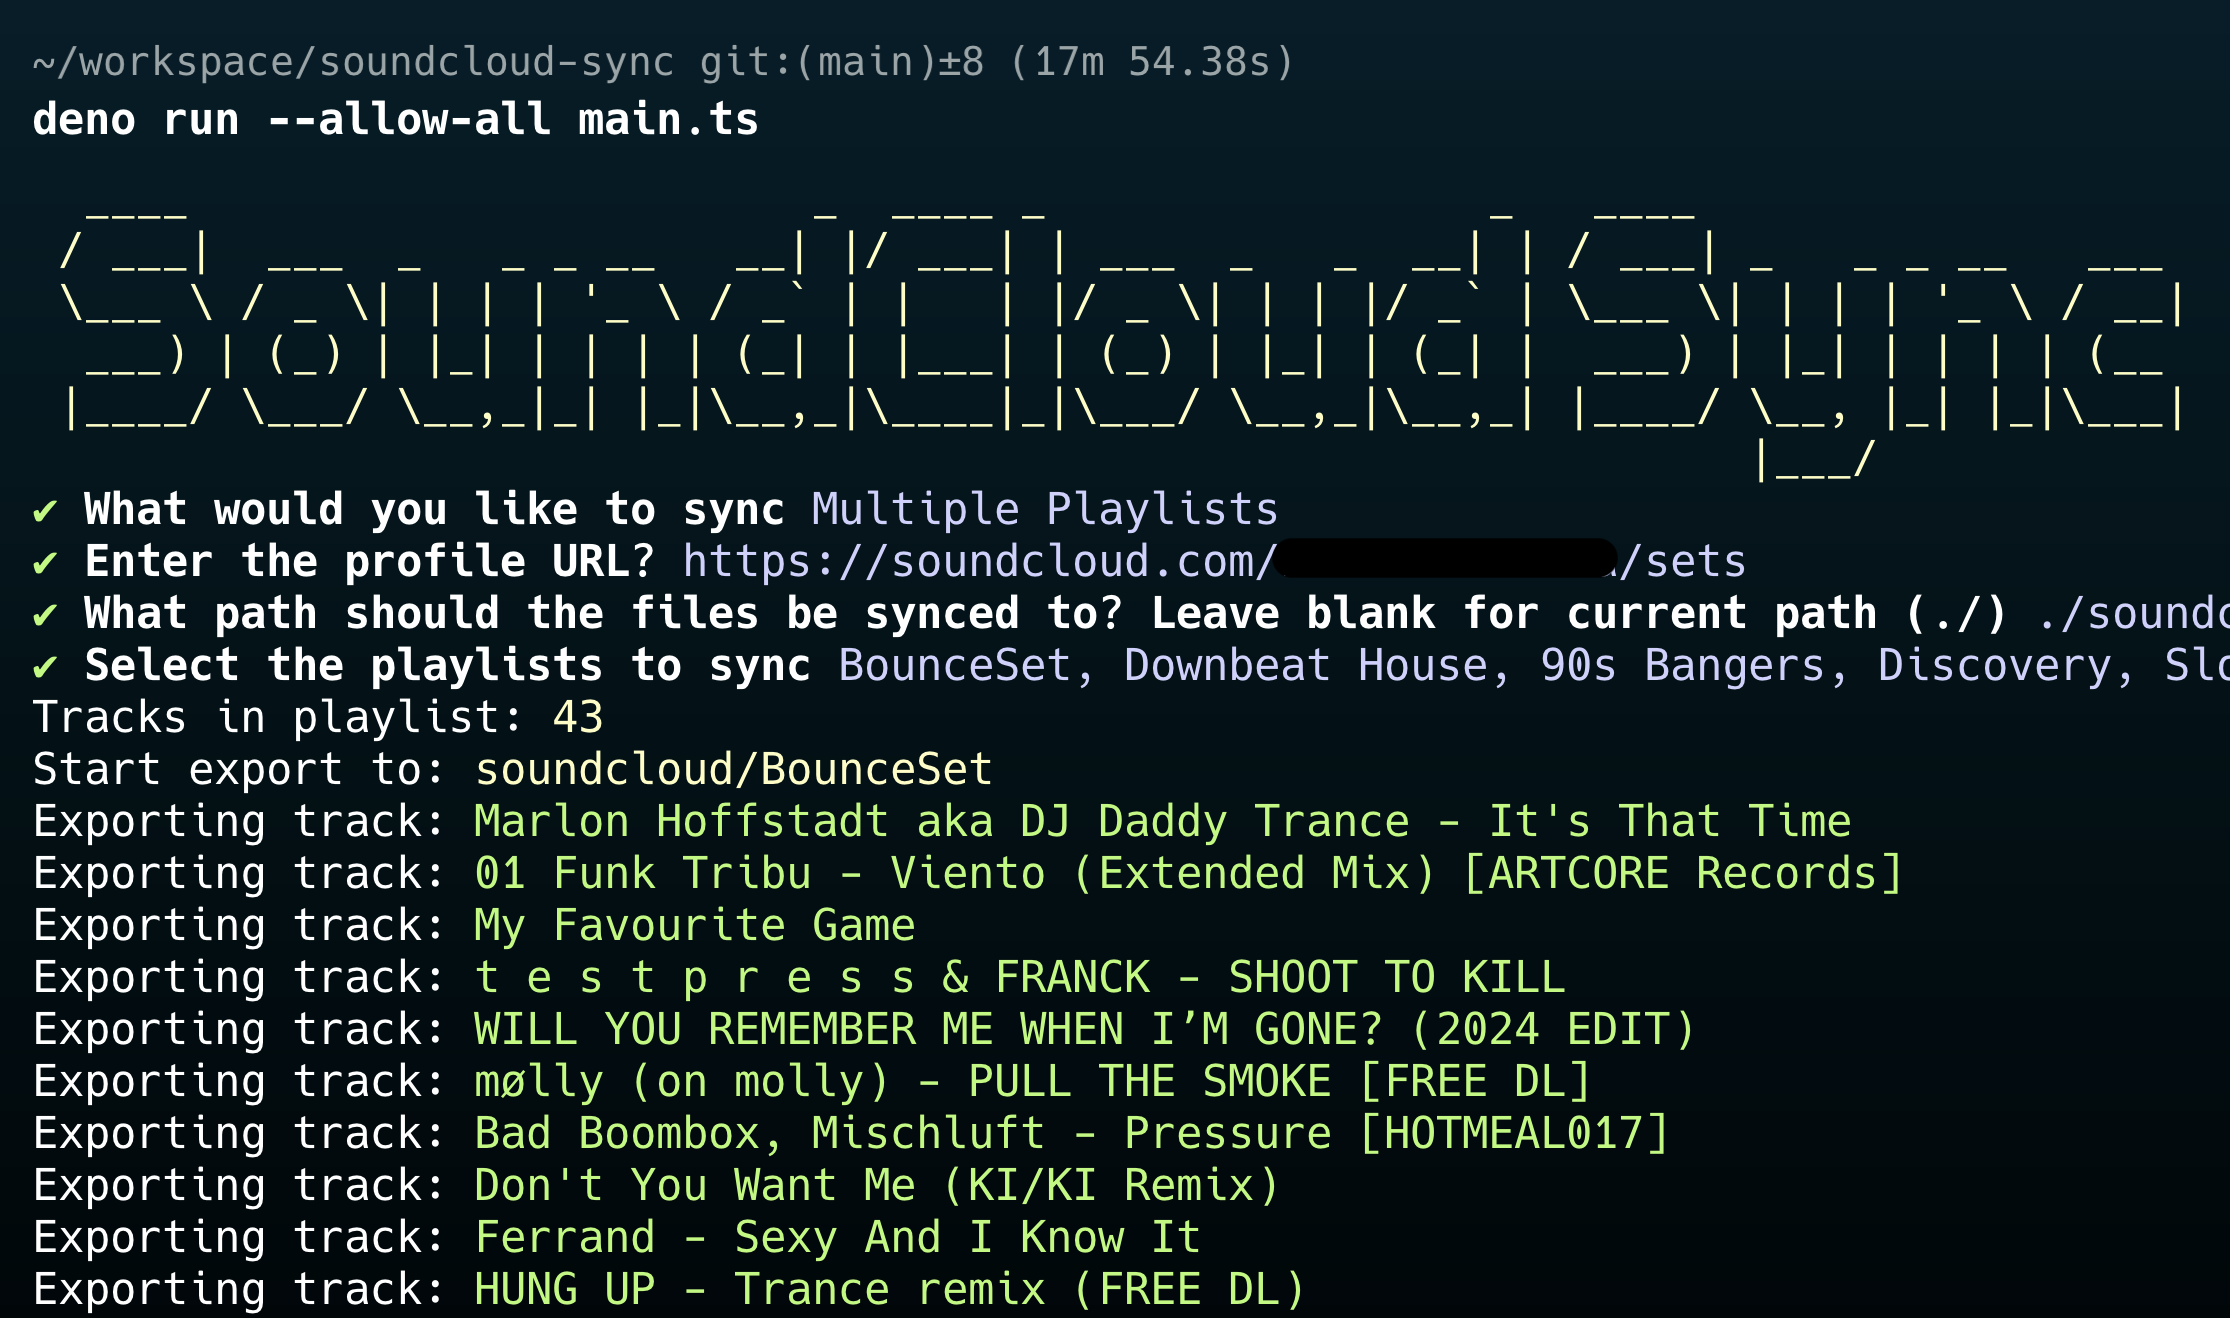 ~/workspace/soundcloud-sync git:(main)±8 (17m 54.38s)
deno run --allow-all main.ts
SoundCloud Sync
✔ What would you like to sync Multiple Playlists
✔ Enter the profile URL? https://soundcloud.com/ /sets
✔ What path should the files be synced to? Leave blank for current path (./) ./soundc
✔ Select the playlists to sync BounceSet, Downbeat House, 90s Bangers, Discovery, Slo
Tracks in playlist: 43
Start export to: soundcloud/BounceSet
Exporting track: Marlon Hoffstadt aka DJ Daddy Trance - It's That Time
Exporting track: 01 Funk Tribu - Viento (Extended Mix) [ARTCORE Records]
Exporting track: My Favourite Game
Exporting track: t e s t p r e s s & FRANCK - SHOOT TO KILL
Exporting track: WILL YOU REMEMBER ME WHEN I’M GONE? (2024 EDIT)
Exporting track: mølly (on molly) - PULL THE SMOKE [FREE DL]
Exporting track: Bad Boombox, Mischluft - Pressure [HOTMEAL017]
Exporting track: Don't You Want Me (KI/KI Remix)
Exporting track: Ferrand - Sexy And I Know It
Exporting track: HUNG UP - Trance remix (FREE DL)